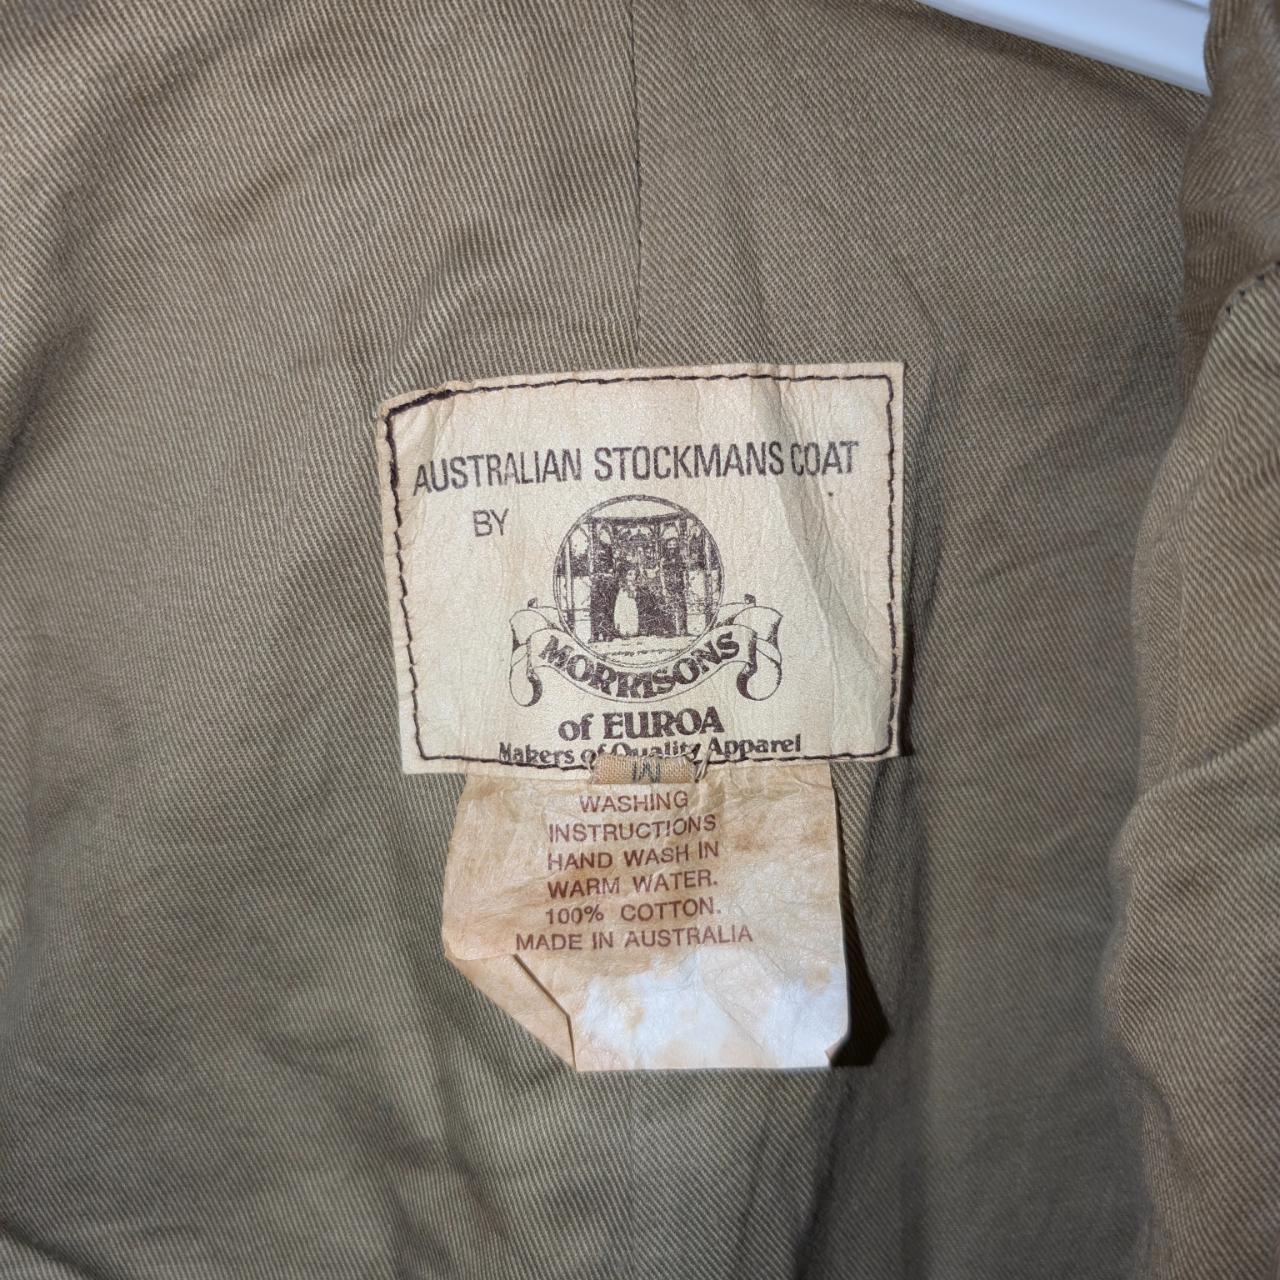 AUSTRALIAN STOCKMANS COAT
BY
MORRISONS
of EUROA
Makers of Quality Apparel
WASHING
INSTRUCTIONS
HAND WASH IN
WARM WATER.
100% COTTON.
MADE IN AUSTRALIA